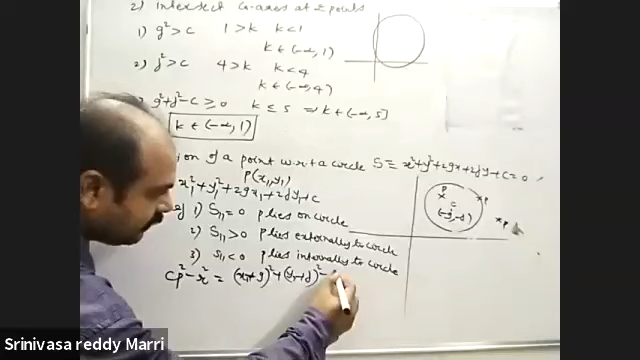 2) intersect co-axes at 2 points
1) g² > c 1 > k k < 1
k ∈ (-∞, 1)
2) f² > c 4 > k k < 4
k ∈ (-∞, 4)
g² + f² - c ≥ 0 k ≤ 5 ⇒ k ∈ (-∞, 5]
k ∈ (-∞, 1)
of a point w.r.t a circle S ≡ x² + y² + 2gx + 2fy + c = 0
P(x₁, y₁)
x₁² + y₁² + 2gx₁ + 2fy₁ + c
1) S₁₁ = 0 P lies on circle
2) S₁₁ > 0 P lies externally to circle
3) S₁₁ < 0 P lies internally to circle
CP² - r² = (x₁ + g)² + (y₁ + f)² -
P
C
(-g, -f)
P
P
Srinivasa reddy Marri